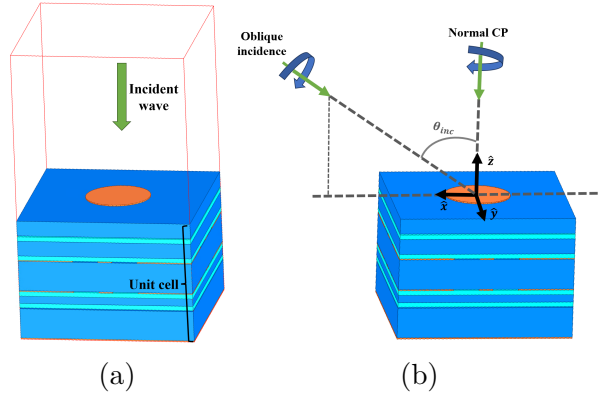 Incident
wave
Unit cell
(a)
Oblique
incidence
Normal CP
θinc
ẑ
x̂
ŷ
(b)